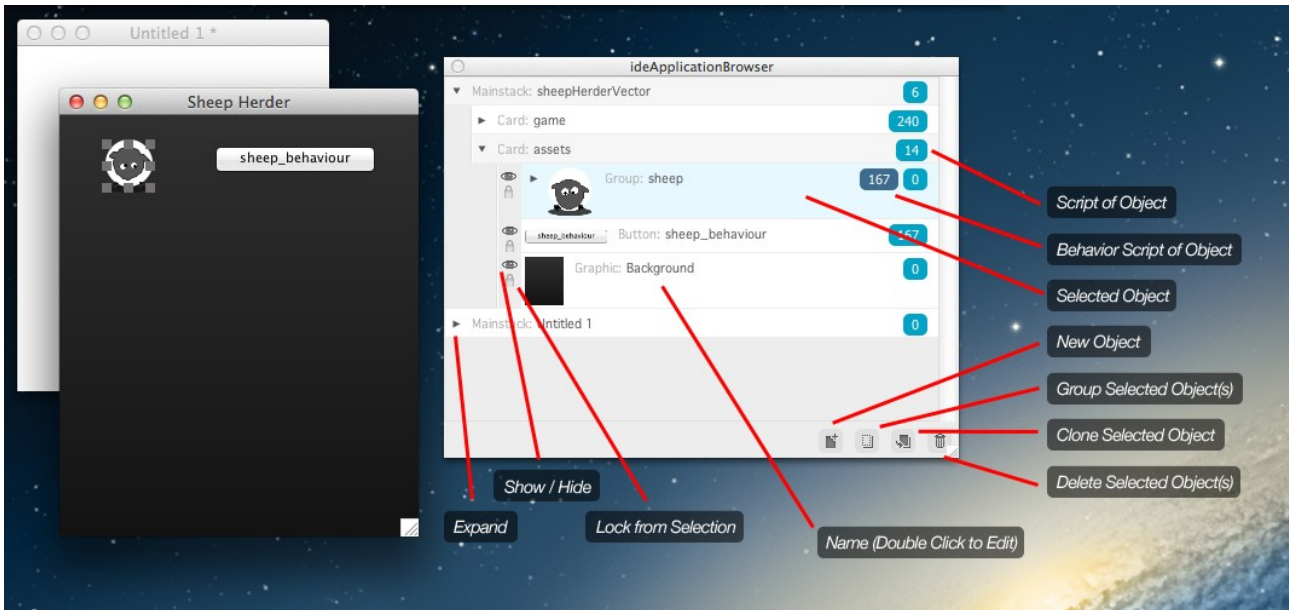 Untitled 1 *
Sheep Herder
sheep_behaviour
ideApplicationBrowser
Mainstack: sheepHerderVector 6
Card: game 240
Card: assets 14
Group: sheep 167 0
sheep_behaviour Button: sheep_behaviour 167
Graphic: Background 0
Mainstack: Untitled 1 0
Script of Object
Behavior Script of Object
Selected Object
New Object
Group Selected Object(s)
Clone Selected Object
Delete Selected Object(s)
Show / Hide
Expand
Lock from Selection
Name (Double Click to Edit)